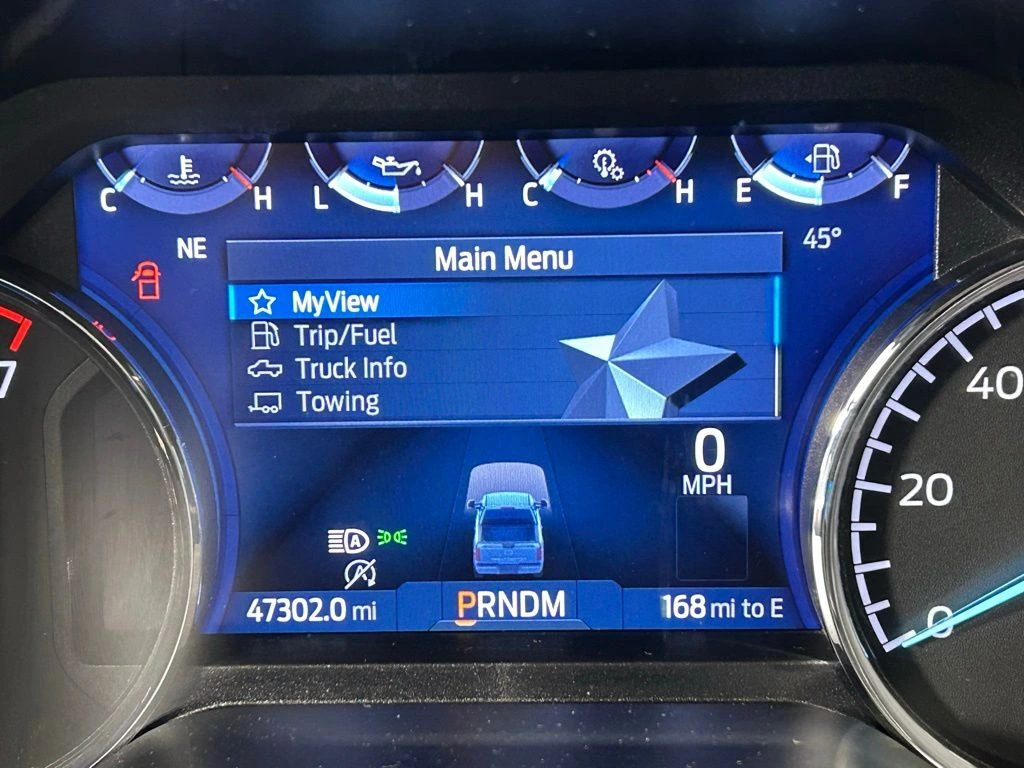 C H
L H
C H
E F
NE
45°
Main Menu
MyView
Trip/Fuel
Truck Info
Towing
0
MPH
A
A
47302.0 mi
PRNDM
168 mi to E
7
40
20
0